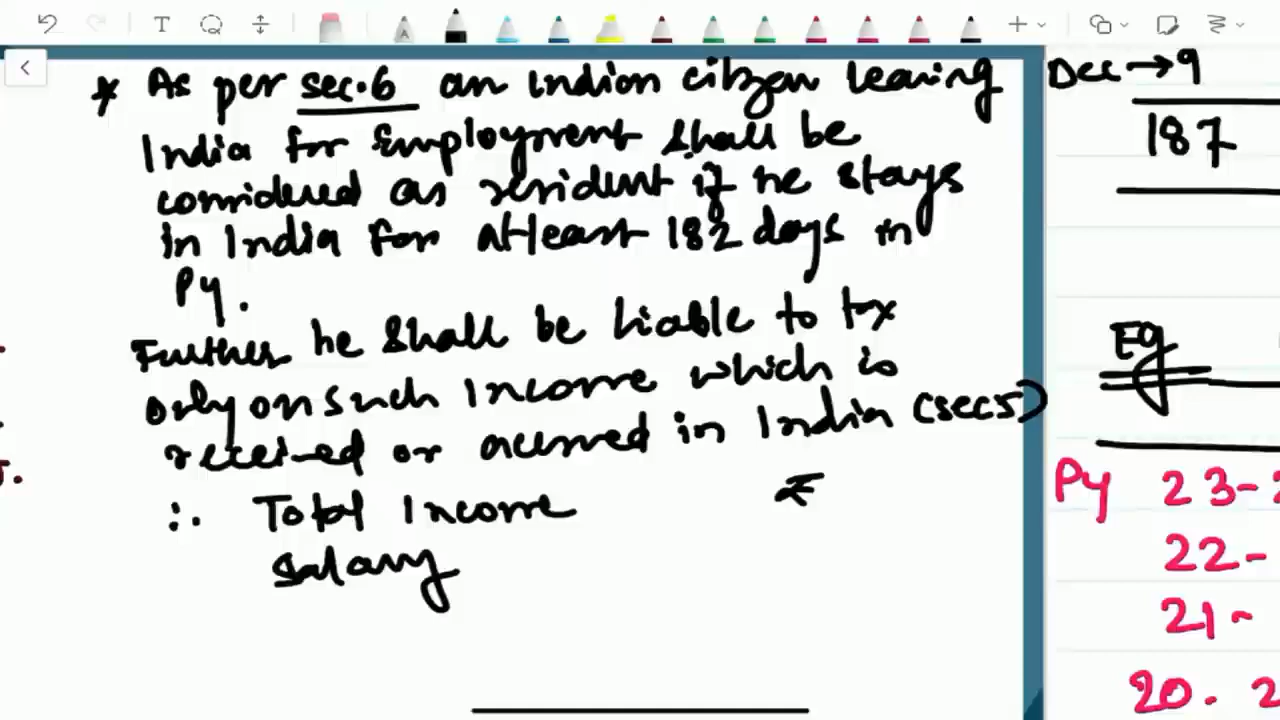 * As per sec.6 an Indian citizen leaving
India for Employment shall be
considered as resident if he stays
in India for atleast 182 days in
Py.
Further he shall be liable to tax
only on such Income which is
received or accrued in India (sec5)
∴ Total Income ₹
Salary
Dec → 9
187
Eg
Py 23-2
22-
21-
20-2